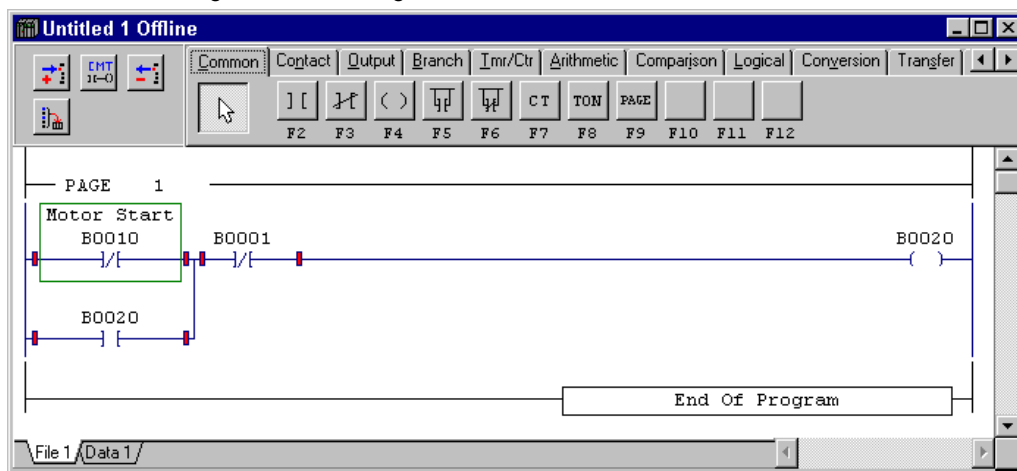 Untitled 1 Offline
CMT
Common Contact Output Branch Tmr/Ctr Arithmetic Comparison Logical Conversion Transfer
CT TON PAGE
F2 F3 F4 F5 F6 F7 F8 F9 F10 F11 F12
PAGE 1
Motor Start
B0010 B0001 B0020
B0020
End Of Program
File 1 Data 1